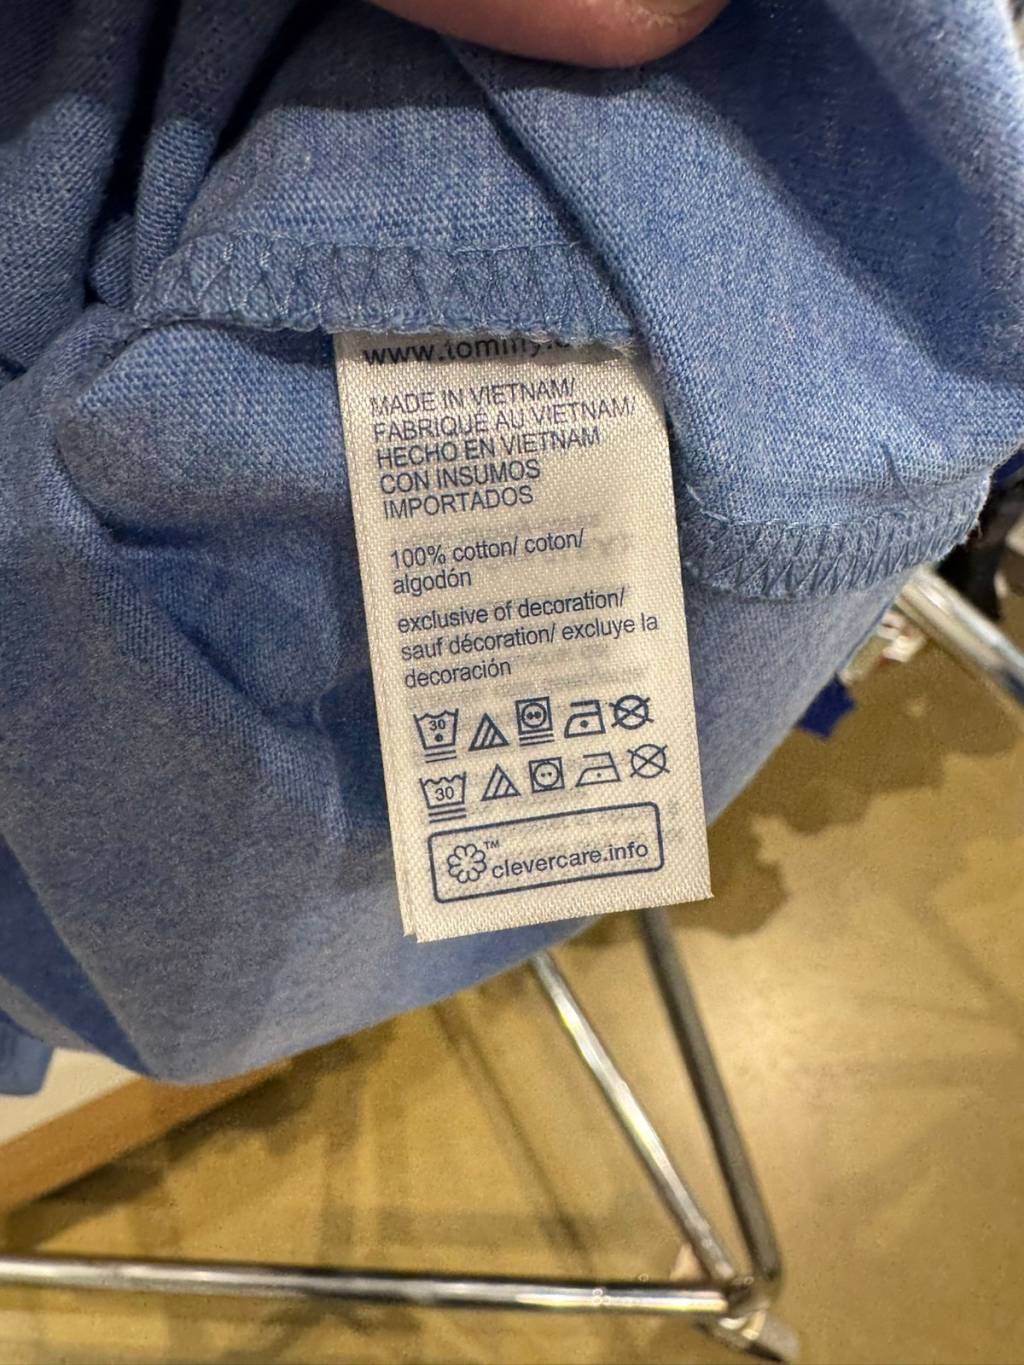 MADE IN VIETNAM/
FABRIQUÉ AU VIETNAM/
HECHO EN VIETNAM
CON INSUMOS
IMPORTADOS
100% cotton/ coton/
algodón
exclusive of decoration/
sauf décoration/ excluye la
decoración
30
30
™
clevercare.info